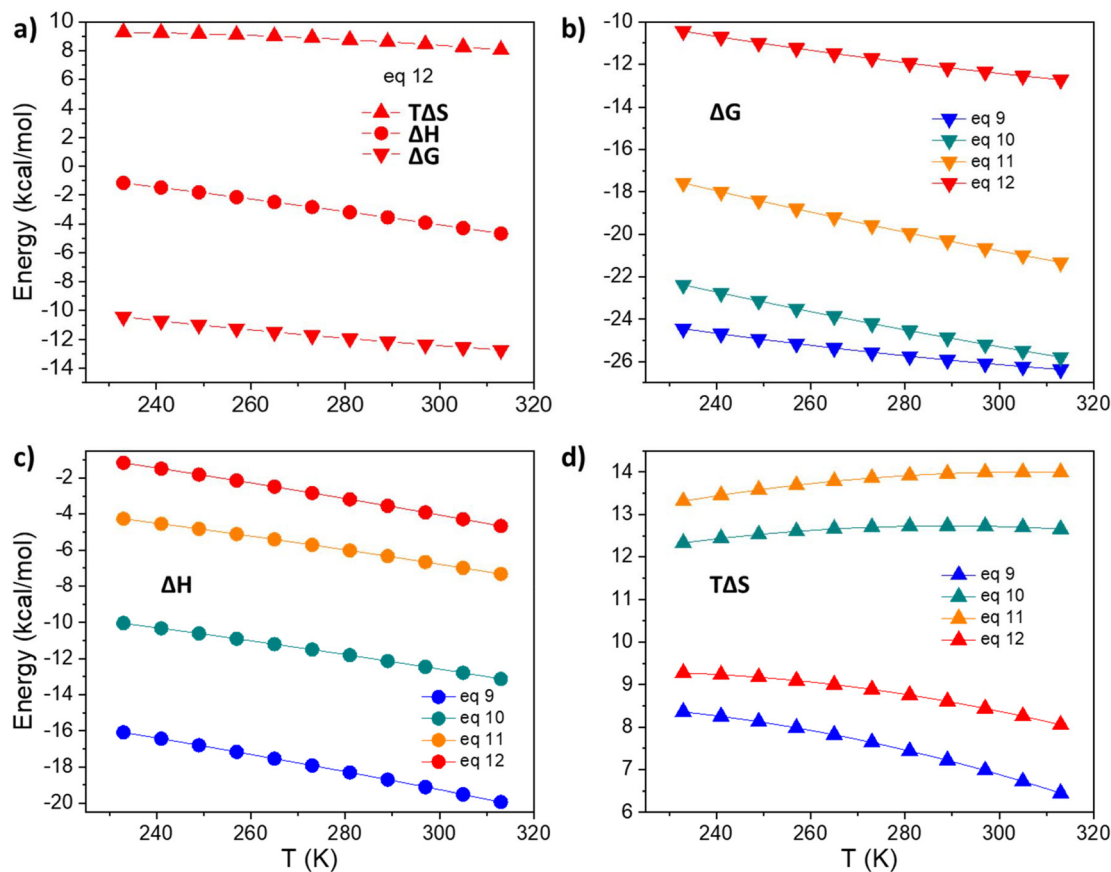 a)
10
8
6
4
2
0
-2
-4
-6
-8
-10
-12
-14
Energy (kcal/mol)
eq 12
TΔS
ΔH
ΔG
240 260 280 300 320
b)
-10
-12
-14
-16
-18
-20
-22
-24
-26
ΔG
eq 9
eq 10
eq 11
eq 12
240 260 280 300 320
c)
-2
-4
-6
-8
-10
-12
-14
-16
-18
-20
Energy (kcal/mol)
ΔH
eq 9
eq 10
eq 11
eq 12
240 260 280 300 320
T (K)
d)
14
13
12
11
10
9
8
7
6
TΔS
eq 9
eq 10
eq 11
eq 12
240 260 280 300 320
T (K)